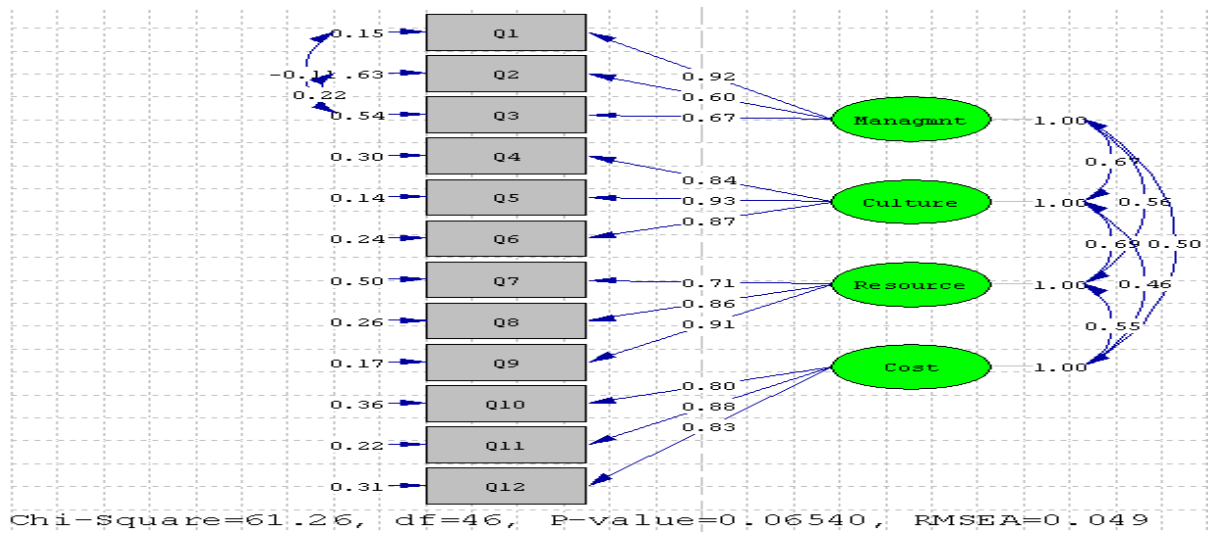 0.15 Q1
-0.11 .63 Q2 0.92
0.22 0.60
0.54 Q3 0.67 Managmnt 1.00
0.30 Q4 0.67
0.84
0.14 Q5 0.93 Culture 1.00 0.56
0.87
0.24 Q6 0.69 0.50
0.50 Q7 0.71 Resource 1.00 0.46
0.86
0.26 Q8 0.91 0.55
0.17 Q9 Cost 1.00
0.80
0.36 Q10 0.88
0.83
0.22 Q11
0.31 Q12
Chi-Square=61.26, df=46, P-value=0.06540, RMSEA=0.049